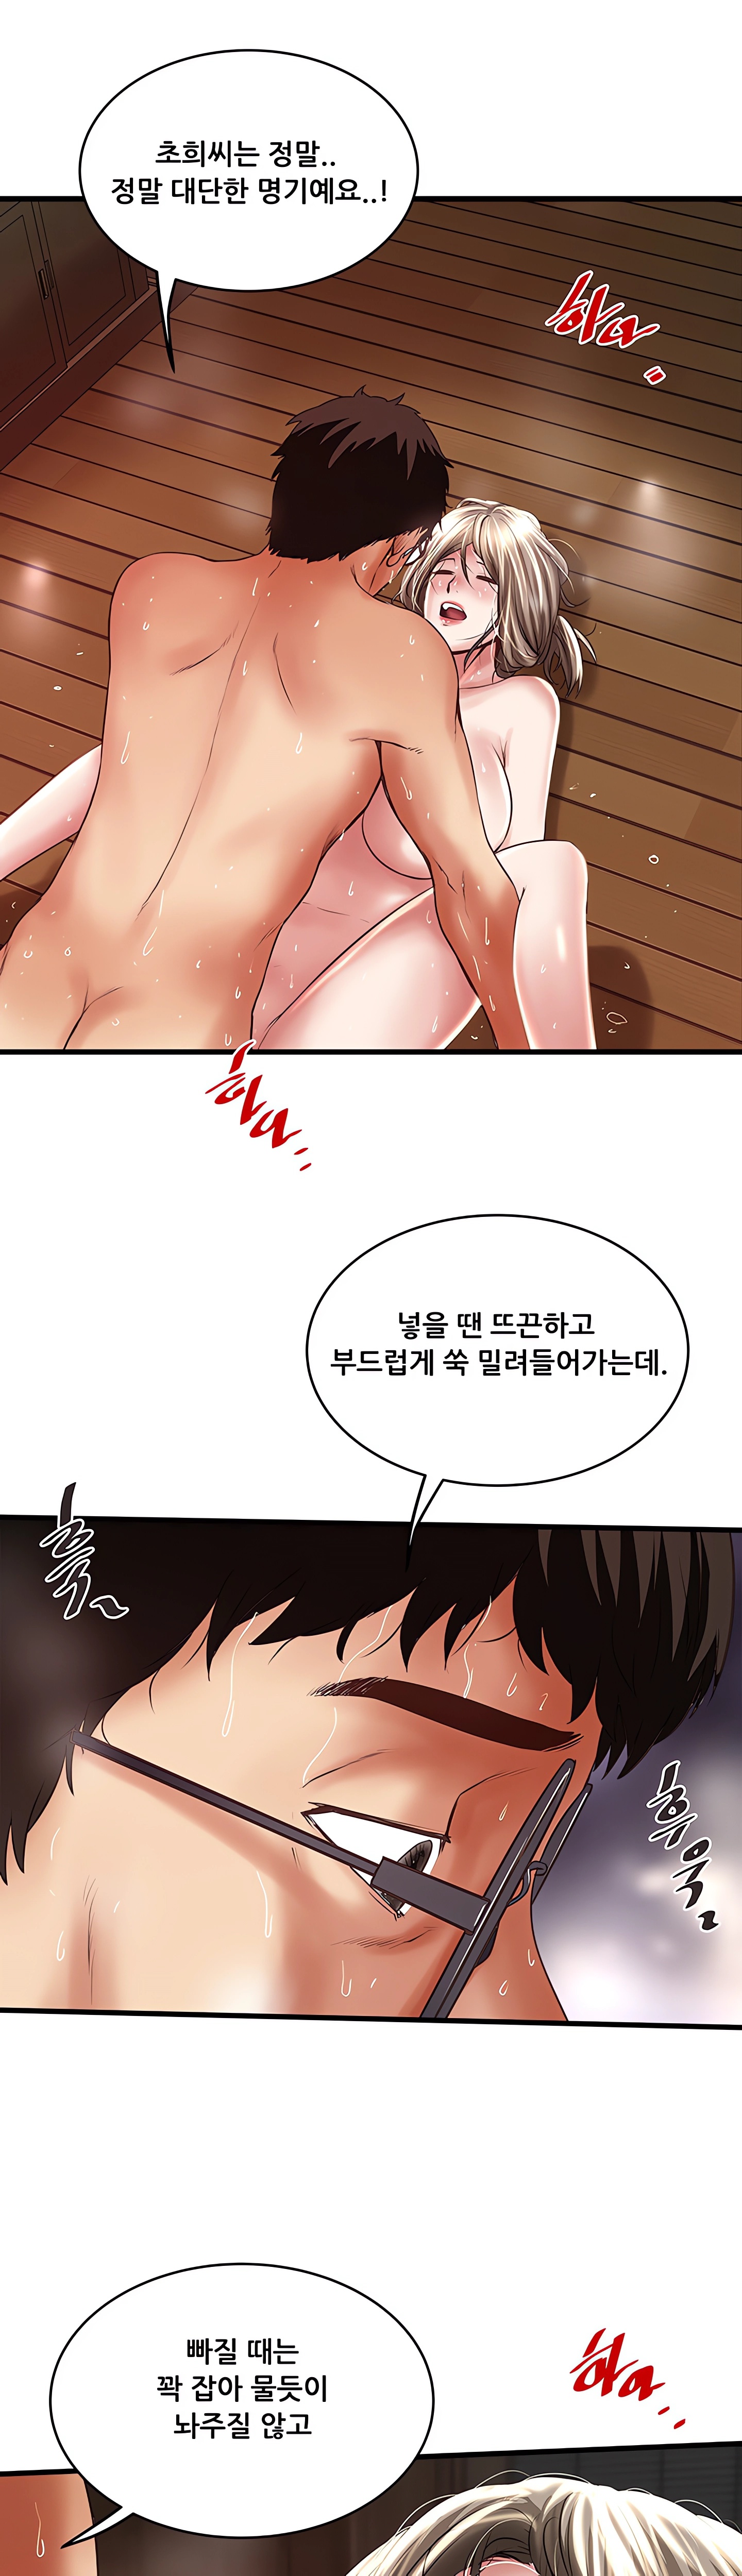 초희씨는 정말..
정말 대단한 명기예요..!
하아..
하아..
넣을 땐 뜨끈하고
부드럽게 쑥 밀려들어가는데.
흑~
후욱..
빠질 때는
꽉 잡아 물듯이
놔주질 않고
하아..